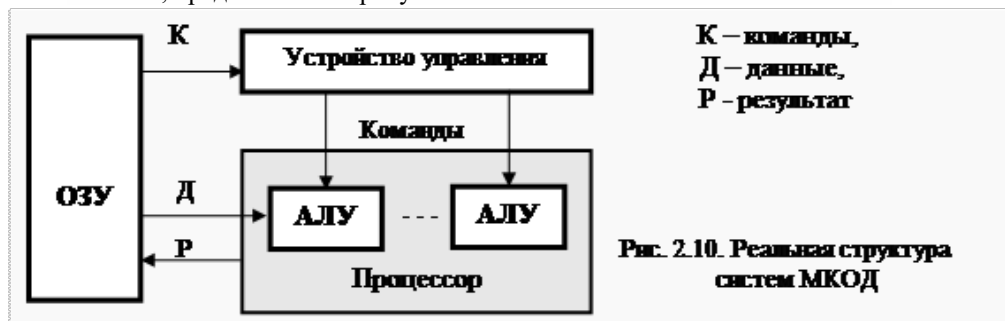 К
Устройство управления
К – команды,
Д – данные,
Р - результат
Команды
ОЗУ
Д
АЛУ - - - АЛУ
Р
Процессор
Рис. 2.10. Реальная структура
систем МКОД